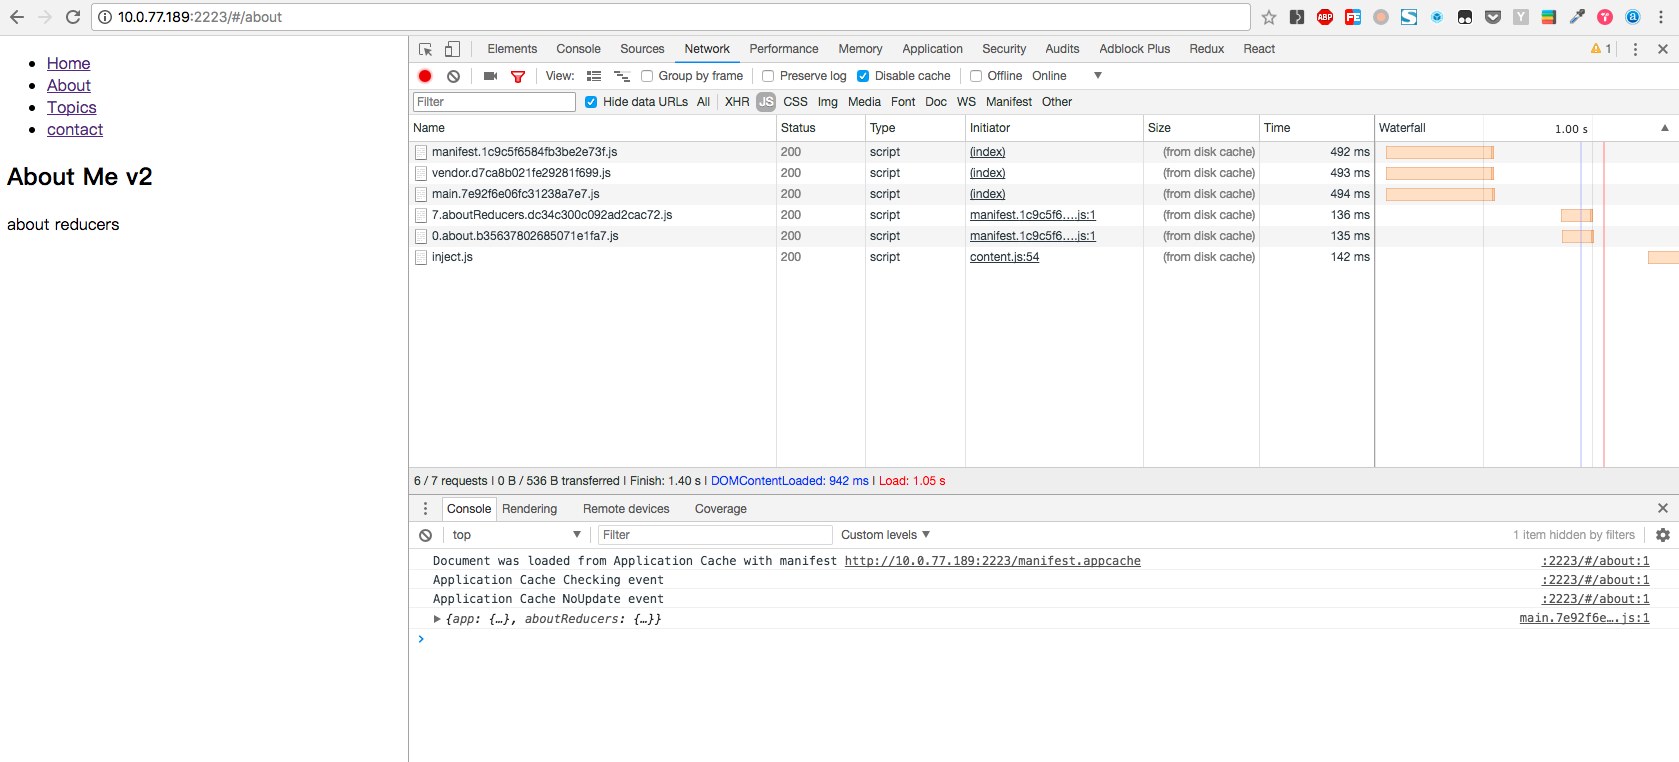 10.0.77.189:2223/#/about
Home
About
Topics
contact
About Me v2
about reducers
Elements Console Sources Network Performance Memory Application Security Audits Adblock Plus Redux React 1
View: Group by frame Preserve log Disable cache Offline Online
Filter Hide data URLs All XHR JS CSS Img Media Font Doc WS Manifest Other
Name Status Type Initiator Size Time Waterfall 1.00 s
manifest.1c9c5f6584fb3be2e73f.js 200 script (index) (from disk cache) 492 ms
vendor.d7ca8b021fe29281f699.js 200 script (index) (from disk cache) 493 ms
main.7e92f6e06fc31238a7e7.js 200 script (index) (from disk cache) 494 ms
7.aboutReducers.dc34c300c092ad2cac72.js 200 script manifest.1c9c5f6….js:1 (from disk cache) 136 ms
0.about.b35637802685071e1fa7.js 200 script manifest.1c9c5f6….js:1 (from disk cache) 135 ms
inject.js 200 script content.js:54 (from disk cache) 142 ms
6 / 7 requests | 0 B / 536 B transferred | Finish: 1.40 s | DOMContentLoaded: 942 ms | Load: 1.05 s
Console Rendering Remote devices Coverage
top Filter Custom levels 1 item hidden by filters
Document was loaded from Application Cache with manifest http://10.0.77.189:2223/manifest.appcache :2223/#/about:1
Application Cache Checking event :2223/#/about:1
Application Cache NoUpdate event :2223/#/about:1
{app: {…}, aboutReducers: {…}} main.7e92f6e….js:1